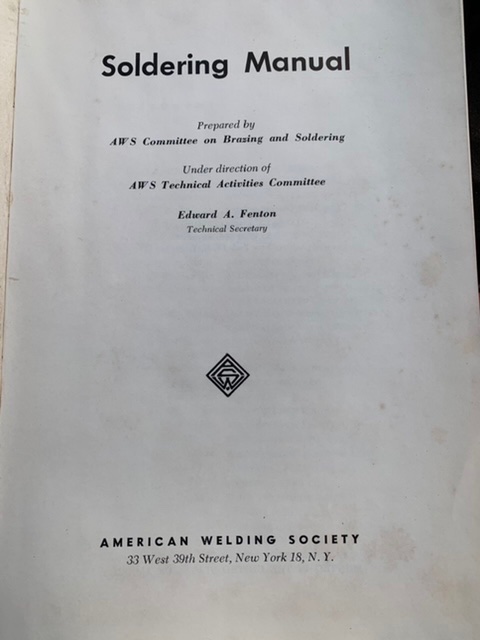 Soldering Manual
Prepared by
AWS Committee on Brazing and Soldering
Under direction of
AWS Technical Activities Committee
Edward A. Fenton
Technical Secretary
AWS
AMERICAN WELDING SOCIETY
33 West 39th Street, New York 18, N. Y.